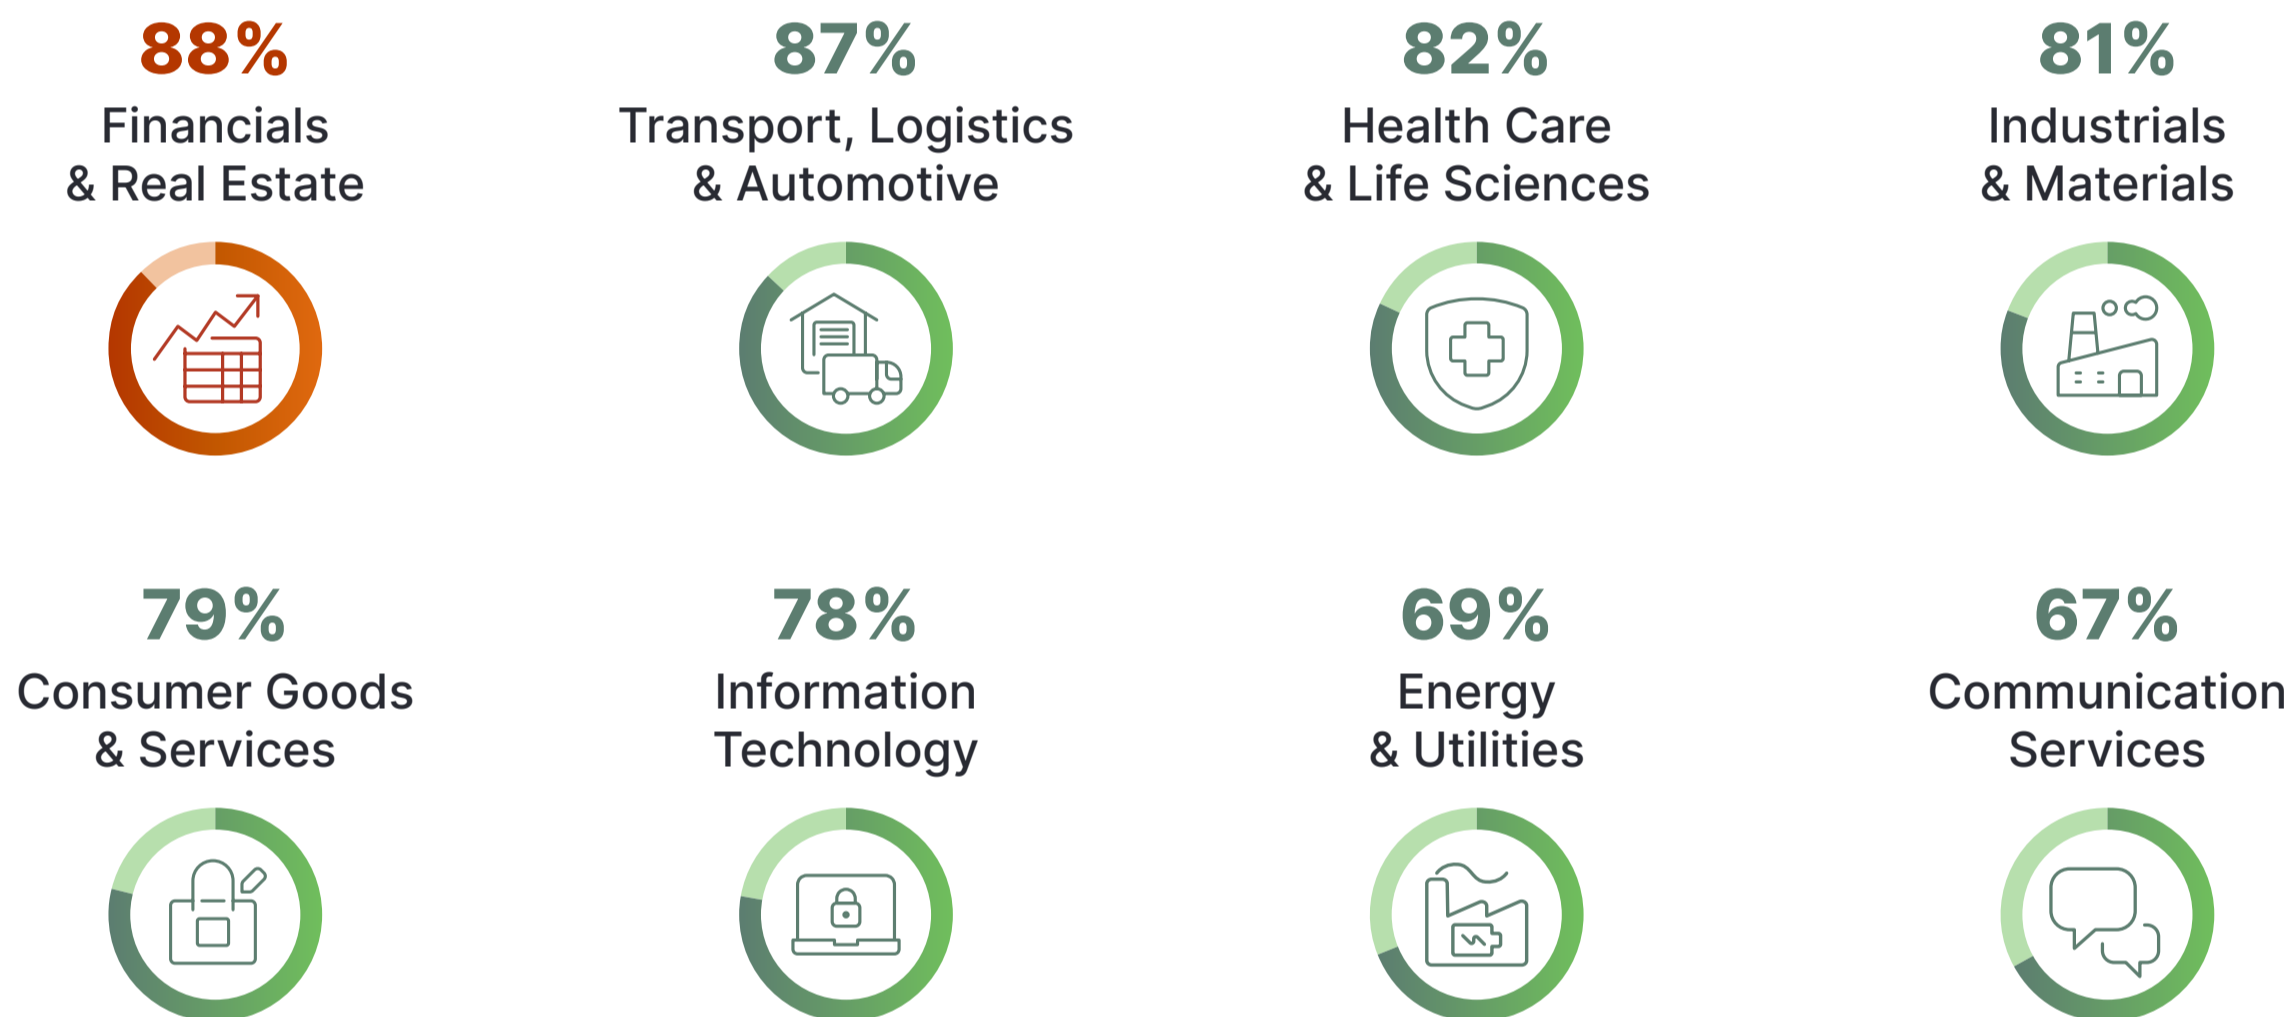 88%
Financials
& Real Estate
87%
Transport, Logistics
& Automotive
82%
Health Care
& Life Sciences
81%
Industrials
& Materials
79%
Consumer Goods
& Services
78%
Information
Technology
69%
Energy
& Utilities
67%
Communication
Services